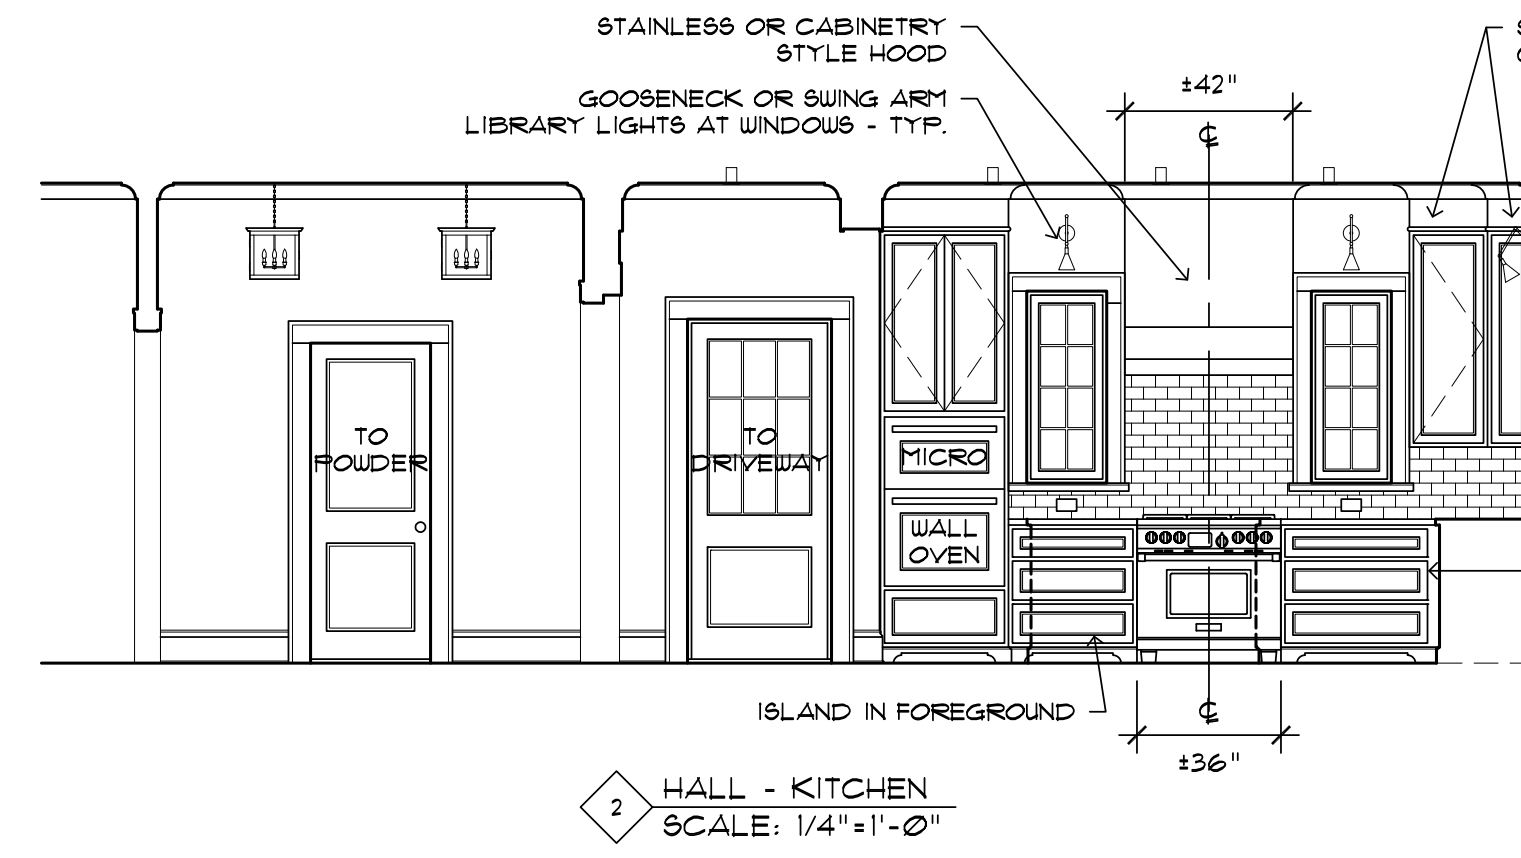 STAINLESS OR CABINETRY
STYLE HOOD
GOOSENECK OR SWING ARM
LIBRARY LIGHTS AT WINDOWS - TYP.
±42"
℄
TO
POWDER
TO
DRIVEWAY
MICRO
WALL
OVEN
ISLAND IN FOREGROUND
℄
±36"
2
HALL - KITCHEN
SCALE: 1/4"=1'-0"